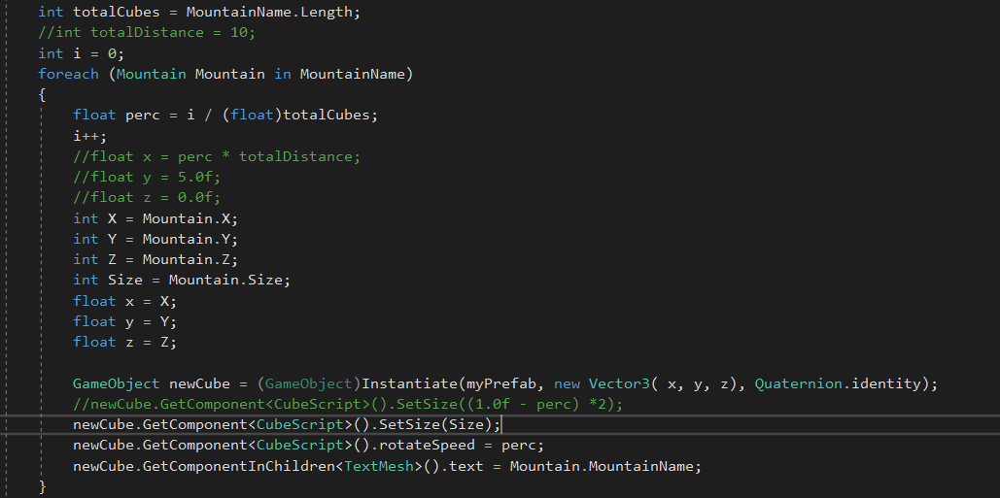 int totalCubes = MountainName.Length;
//int totalDistance = 10;
int i = 0;
foreach (Mountain Mountain in MountainName)
{
float perc = i / (float)totalCubes;
i++;
//float x = perc * totalDistance;
//float y = 5.0f;
//float z = 0.0f;
int X = Mountain.X;
int Y = Mountain.Y;
int Z = Mountain.Z;
int Size = Mountain.Size;
float x = X;
float y = Y;
float z = Z;
GameObject newCube = (GameObject)Instantiate(myPrefab, new Vector3( x, y, z), Quaternion.identity);
//newCube.GetComponent<CubeScript>().SetSize((1.0f - perc) *2);
newCube.GetComponent<CubeScript>().SetSize(Size);
newCube.GetComponent<CubeScript>().rotateSpeed = perc;
newCube.GetComponentInChildren<TextMesh>().text = Mountain.MountainName;
}